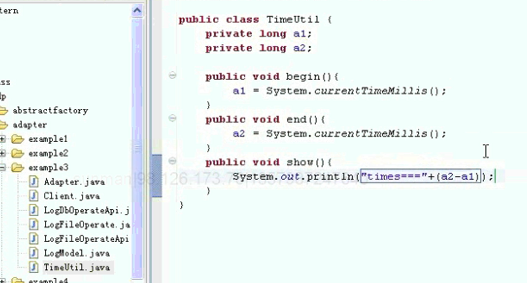 public class TimeUtil {
private long a1;
private long a2;
public void begin(){
a1 = System.currentTimeMillis();
}
public void end(){
a2 = System.currentTimeMillis();
}
public void show(){
System.out.println("times==="+(a2-a1));
}
}
tern
ss
dp
abstractfactory
adapter
example1
example2
example3
Adapter.java
Client.java
LogDbOperateApi.j
LogFileOperate.ja
LogFileOperateApi
LogModel.java
TimeUtil.java
example4